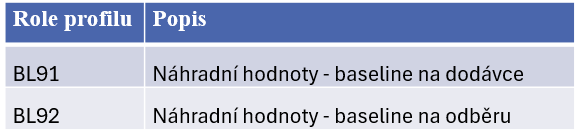 Role profilu Popis
BL91 Náhradní hodnoty - baseline na dodávce
BL92 Náhradní hodnoty - baseline na odběru